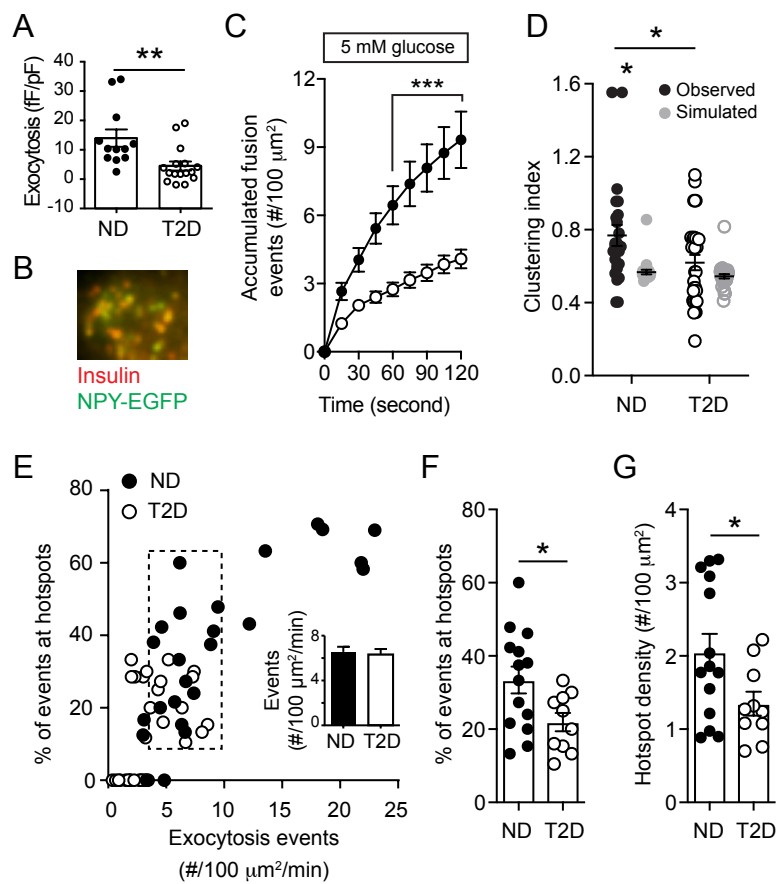 A
**
Exocytosis (fF/pF)
40
30
20
10
0
-10
ND
T2D
B
Insulin
NPY-EGFP
C
5 mM glucose
***
Accumulated fusion
events (#/100 μm²)
12
9
6
3
0
0
30
60
90
120
Time (second)
D
*
*
Observed
Simulated
Clustering index
1.6
1.2
0.8
0.4
0.0
ND
T2D
E
ND
T2D
% of events at hotspots
80
60
40
20
0
0
5
10
15
20
25
Exocytosis events
(#/100 μm²/min)
Events
(#/100 μm²/min)
8
4
0
ND
T2D
F
*
% of events at hotspots
80
60
40
20
0
ND
T2D
G
*
Hotspot density (#/100 μm²)
4
3
2
1
0
ND
T2D